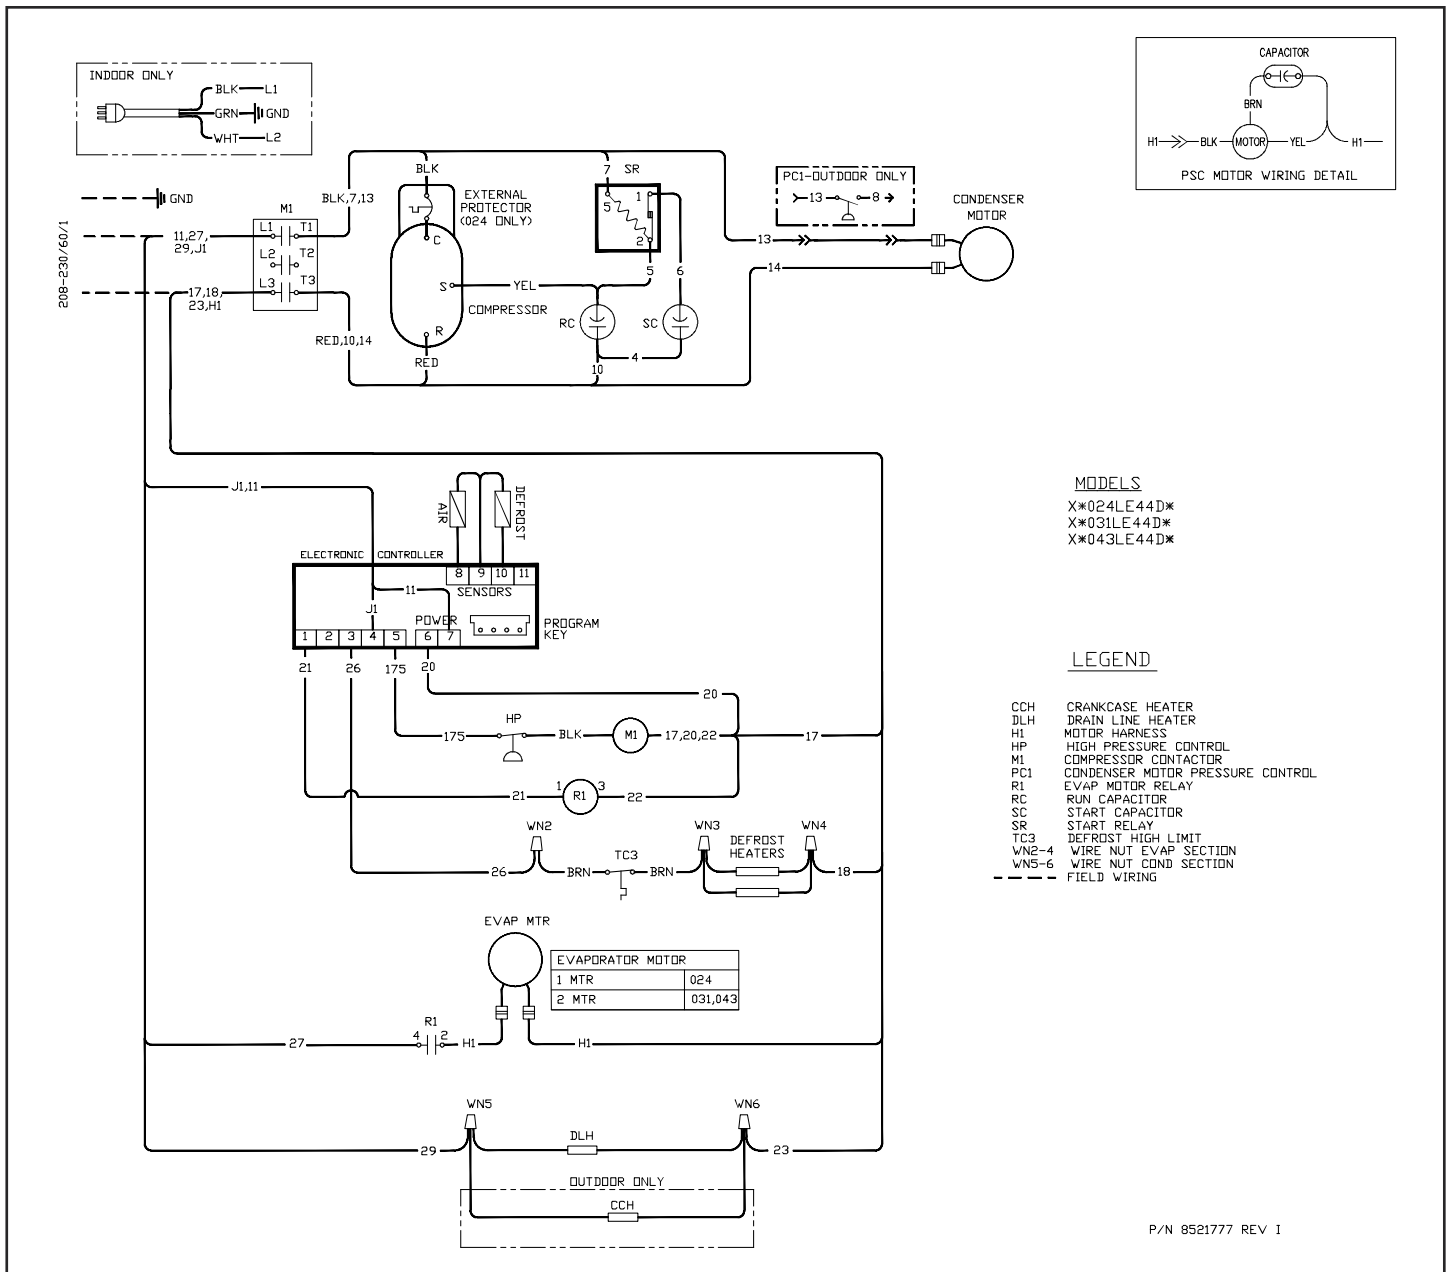 INDOOR ONLY
BLK L1
GRN GND
WHT L2
CAPACITOR
BRN
H1 BLK MOTOR YEL H1
PSC MOTOR WIRING DETAIL
GND
208-230/60/1
M1
L1 T1
L2 T2
L3 T3
11,27,
29,J1
17,18,
23,H1
BLK,7,13
RED,10,14
BLK
EXTERNAL
PROTECTOR
(024 ONLY)
C
S
YEL
COMPRESSOR
R
RED
7 SR
5 1
2
5 6
RC SC
4
10
PC1-OUTDOOR ONLY
13 8
CONDENSER
MOTOR
13
14
J1,11
AIR
DEFROST
ELECTRONIC CONTROLLER
8 9 10 11
SENSORS
11
J1
POWER
PROGRAM
KEY
1 2 3 4 5 6 7
21 26 175 20
20
HP
175 BLK M1 17,20,22 17
21 1 R1 3 22
WN2 WN3 WN4
DEFROST
HEATERS
TC3
26 BRN BRN 18
EVAP MTR
EVAPORATOR MOTOR
1 MTR 024
2 MTR 031,043
R1
27 4 2 H1 H1
WN5 WN6
DLH
29 23
OUTDOOR ONLY
CCH
MODELS
X*024LE44D*
X*031LE44D*
X*043LE44D*
LEGEND
CCH CRANKCASE HEATER
DLH DRAIN LINE HEATER
H1 MOTOR HARNESS
HP HIGH PRESSURE CONTROL
M1 COMPRESSOR CONTACTOR
PC1 CONDENSER MOTOR PRESSURE CONTROL
R1 EVAP MOTOR RELAY
RC RUN CAPACITOR
SC START CAPACITOR
SR START RELAY
TC3 DEFROST HIGH LIMIT
WN2-4 WIRE NUT EVAP SECTION
WN5-6 WIRE NUT COND SECTION
FIELD WIRING
P/N 8521777 REV I